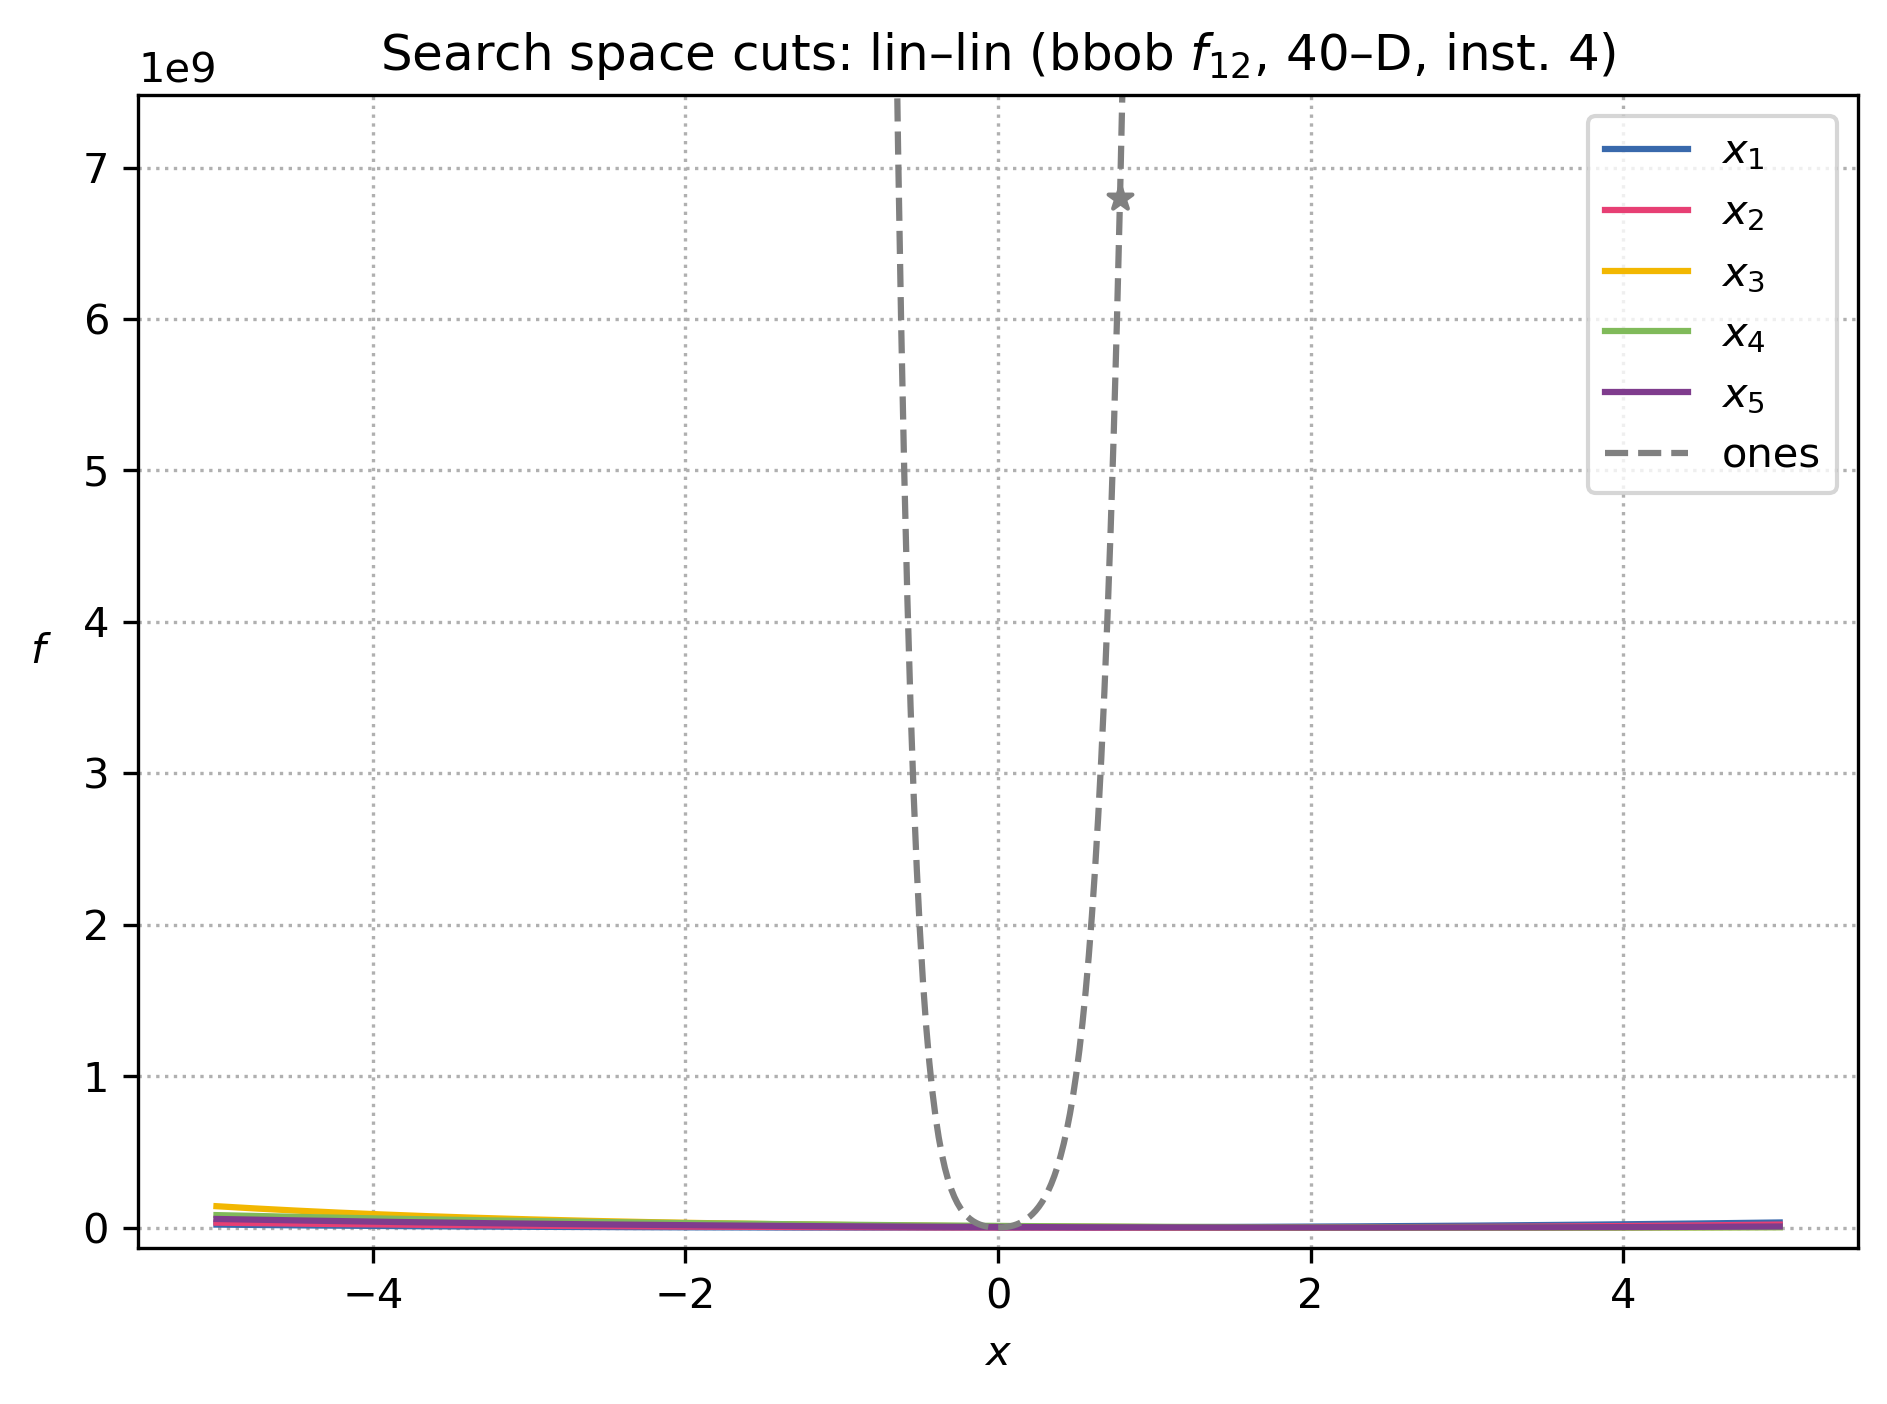 Search space cuts: lin–lin (bbob f₁₂, 40–D, inst. 4)
1e9
7
6
5
4
3
2
1
0
f
−4
−2
0
2
4
x
x₁
x₂
x₃
x₄
x₅
ones